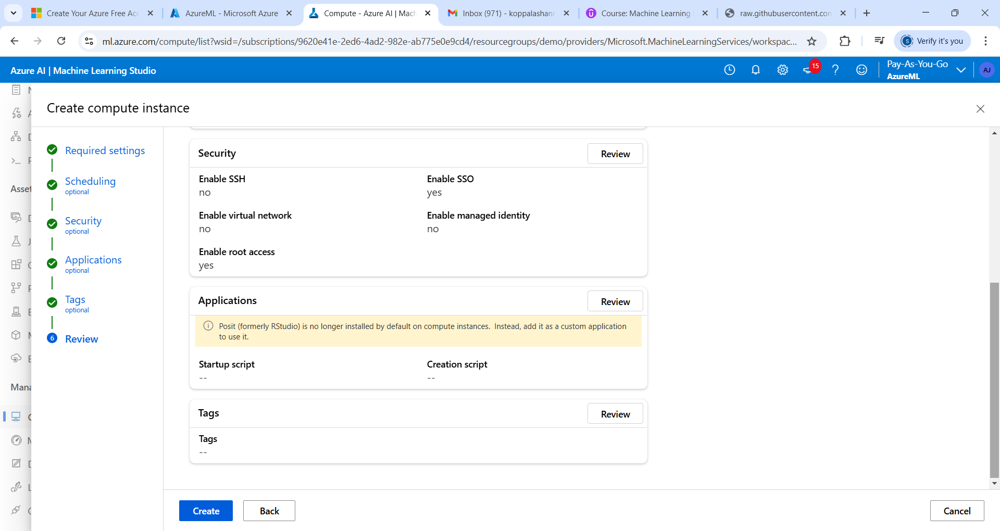 Create Your Azure Free Acc
AzureML - Microsoft Azure
Compute - Azure AI | Mach
Inbox (971) - koppalashann
Course: Machine Learning
raw.githubusercontent.con
ml.azure.com/compute/list?wsid=/subscriptions/9620e41e-2ed6-4ad2-982e-ab775e0e9cd4/resourcegroups/demo/providers/Microsoft.MachineLearningServices/workspac...
S
Verify it's you
Azure AI | Machine Learning Studio
15
Pay-As-You-Go
AzureML
AJ
Asset
Mana
Create compute instance
Required settings
Scheduling
optional
Security
optional
Applications
optional
Tags
optional
6
Review
Security
Review
Enable SSH
no
Enable SSO
yes
Enable virtual network
no
Enable managed identity
no
Enable root access
yes
Applications
Review
Posit (formerly RStudio) is no longer installed by default on compute instances. Instead, add it as a custom application
to use it.
Startup script
--
Creation script
--
Tags
Review
Tags
--
Create
Back
Cancel